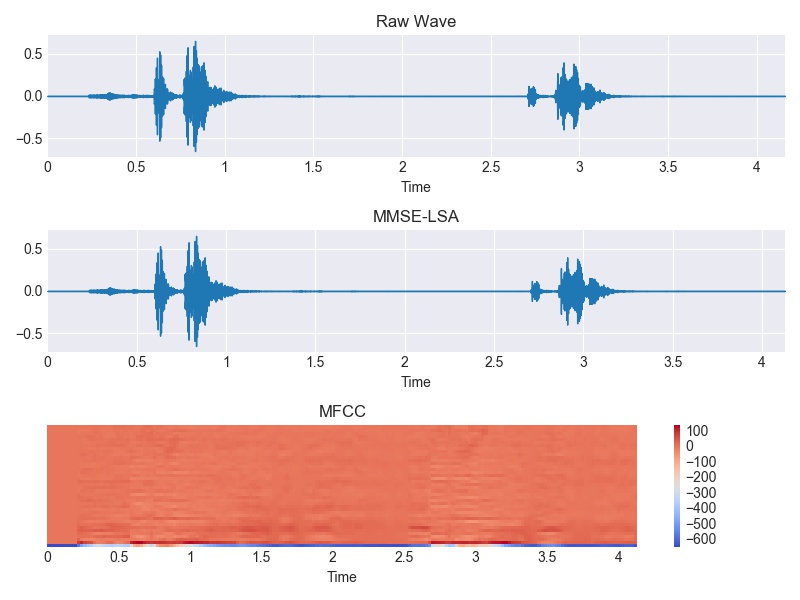 Raw Wave
0.5
0.0
−0.5
0 0.5 1 1.5 2 2.5 3 3.5 4
Time
MMSE-LSA
0.5
0.0
−0.5
0 0.5 1 1.5 2 2.5 3 3.5 4
Time
MFCC
100
0
−100
−200
−300
−400
−500
−600
0 0.5 1 1.5 2 2.5 3 3.5 4
Time